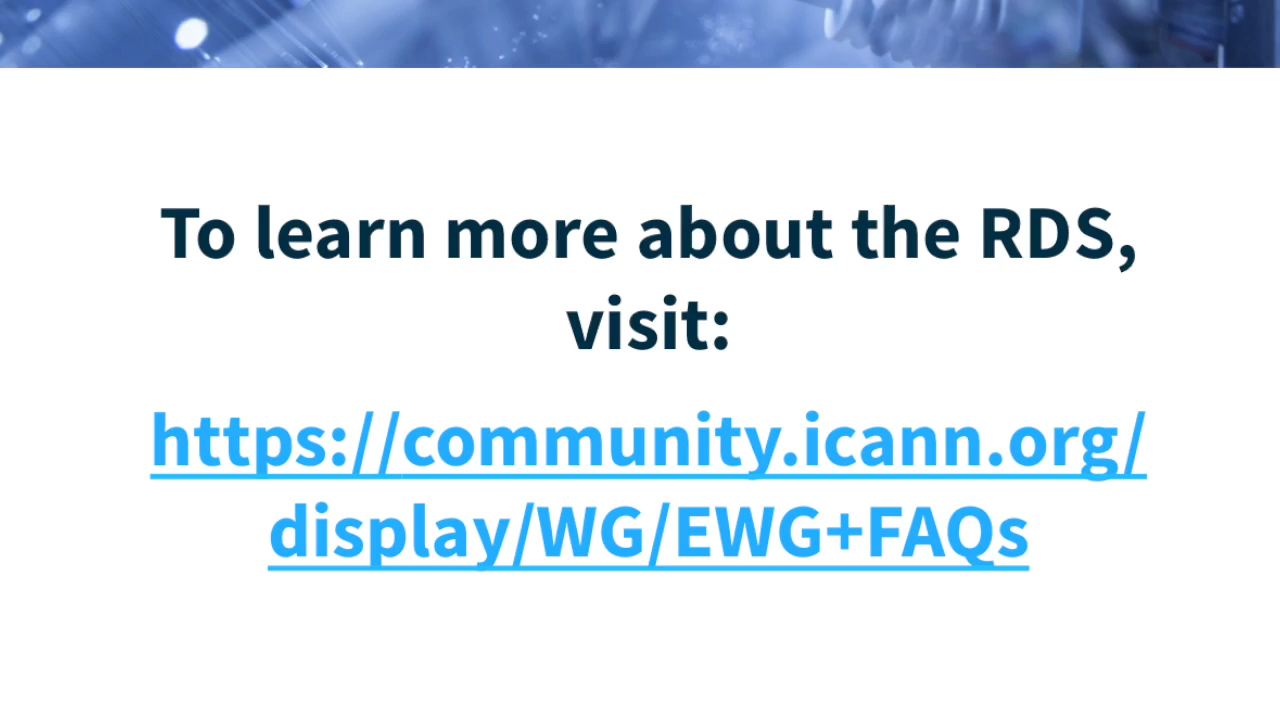 To learn more about the RDS,
visit:
https://community.icann.org/
display/WG/EWG+FAQs